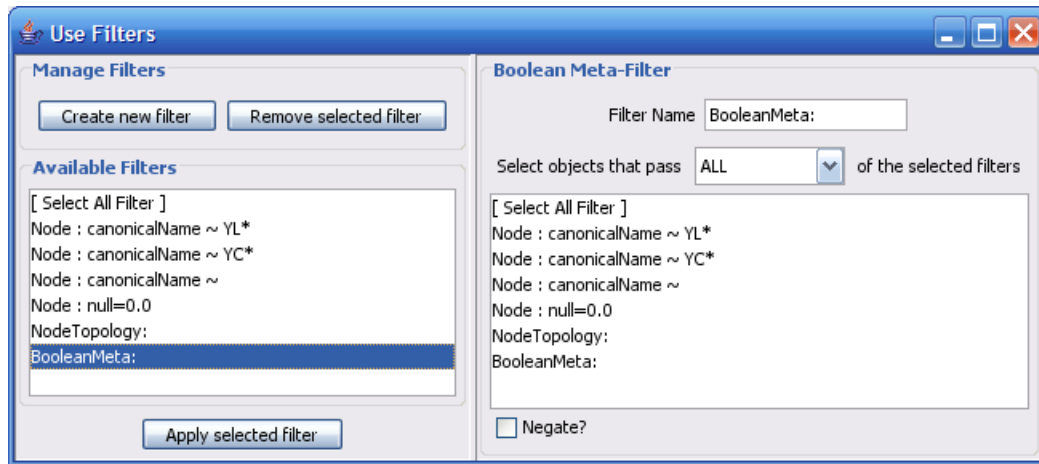 Use Filters
Manage Filters
Create new filter Remove selected filter
Available Filters
[ Select All Filter ]
Node : canonicalName ~ YL*
Node : canonicalName ~ YC*
Node : canonicalName ~
Node : null=0.0
NodeTopology:
BooleanMeta:
Apply selected filter
Boolean Meta-Filter
Filter Name BooleanMeta:
Select objects that pass ALL of the selected filters
[ Select All Filter ]
Node : canonicalName ~ YL*
Node : canonicalName ~ YC*
Node : canonicalName ~
Node : null=0.0
NodeTopology:
BooleanMeta:
Negate?